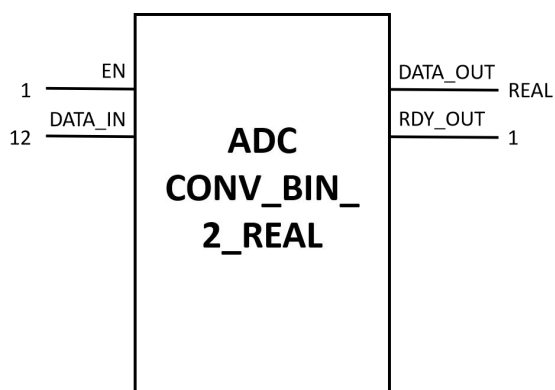 EN
1
DATA_IN
12
ADC
CONV_BIN_
2_REAL
DATA_OUT
REAL
RDY_OUT
1